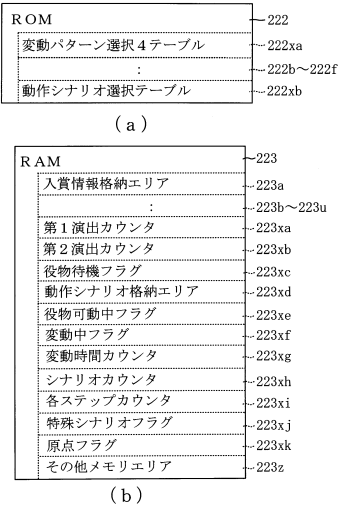 ROM
222
変動パターン選択4テーブル
222xa
:
222b～222f
動作シナリオ選択テーブル
222xb
(a)
RAM
223
入賞情報格納エリア
223a
:
223b～223u
第1演出カウンタ
223xa
第2演出カウンタ
223xb
役物待機フラグ
223xc
動作シナリオ格納エリア
223xd
役物可動中フラグ
223xe
変動中フラグ
223xf
変動時間カウンタ
223xg
シナリオカウンタ
223xh
各ステップカウンタ
223xi
特殊シナリオフラグ
223xj
原点フラグ
223xk
その他メモリエリア
223z
(b)